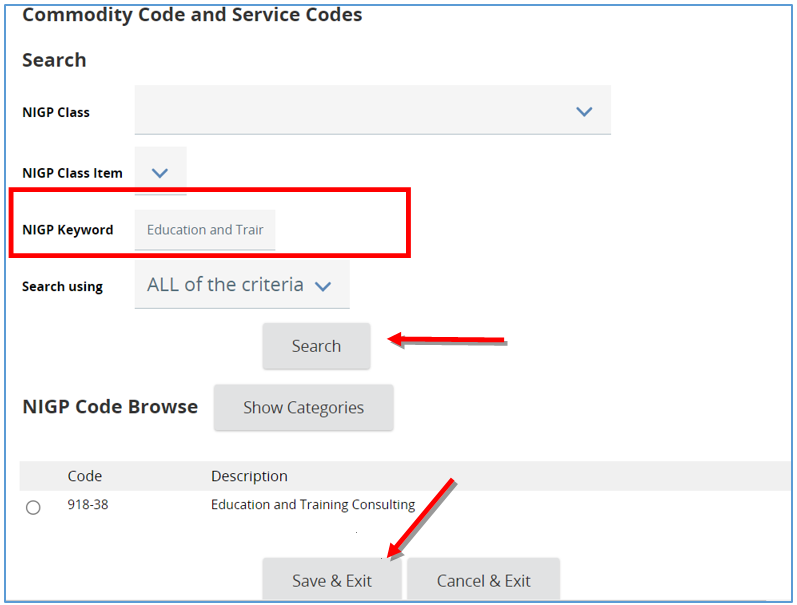 Commodity Code and Service Codes
Search
NIGP Class
NIGP Class Item
NIGP Keyword Education and Trair
Search using ALL of the criteria
Search
NIGP Code Browse Show Categories
Code Description
918-38 Education and Training Consulting
Save & Exit Cancel & Exit